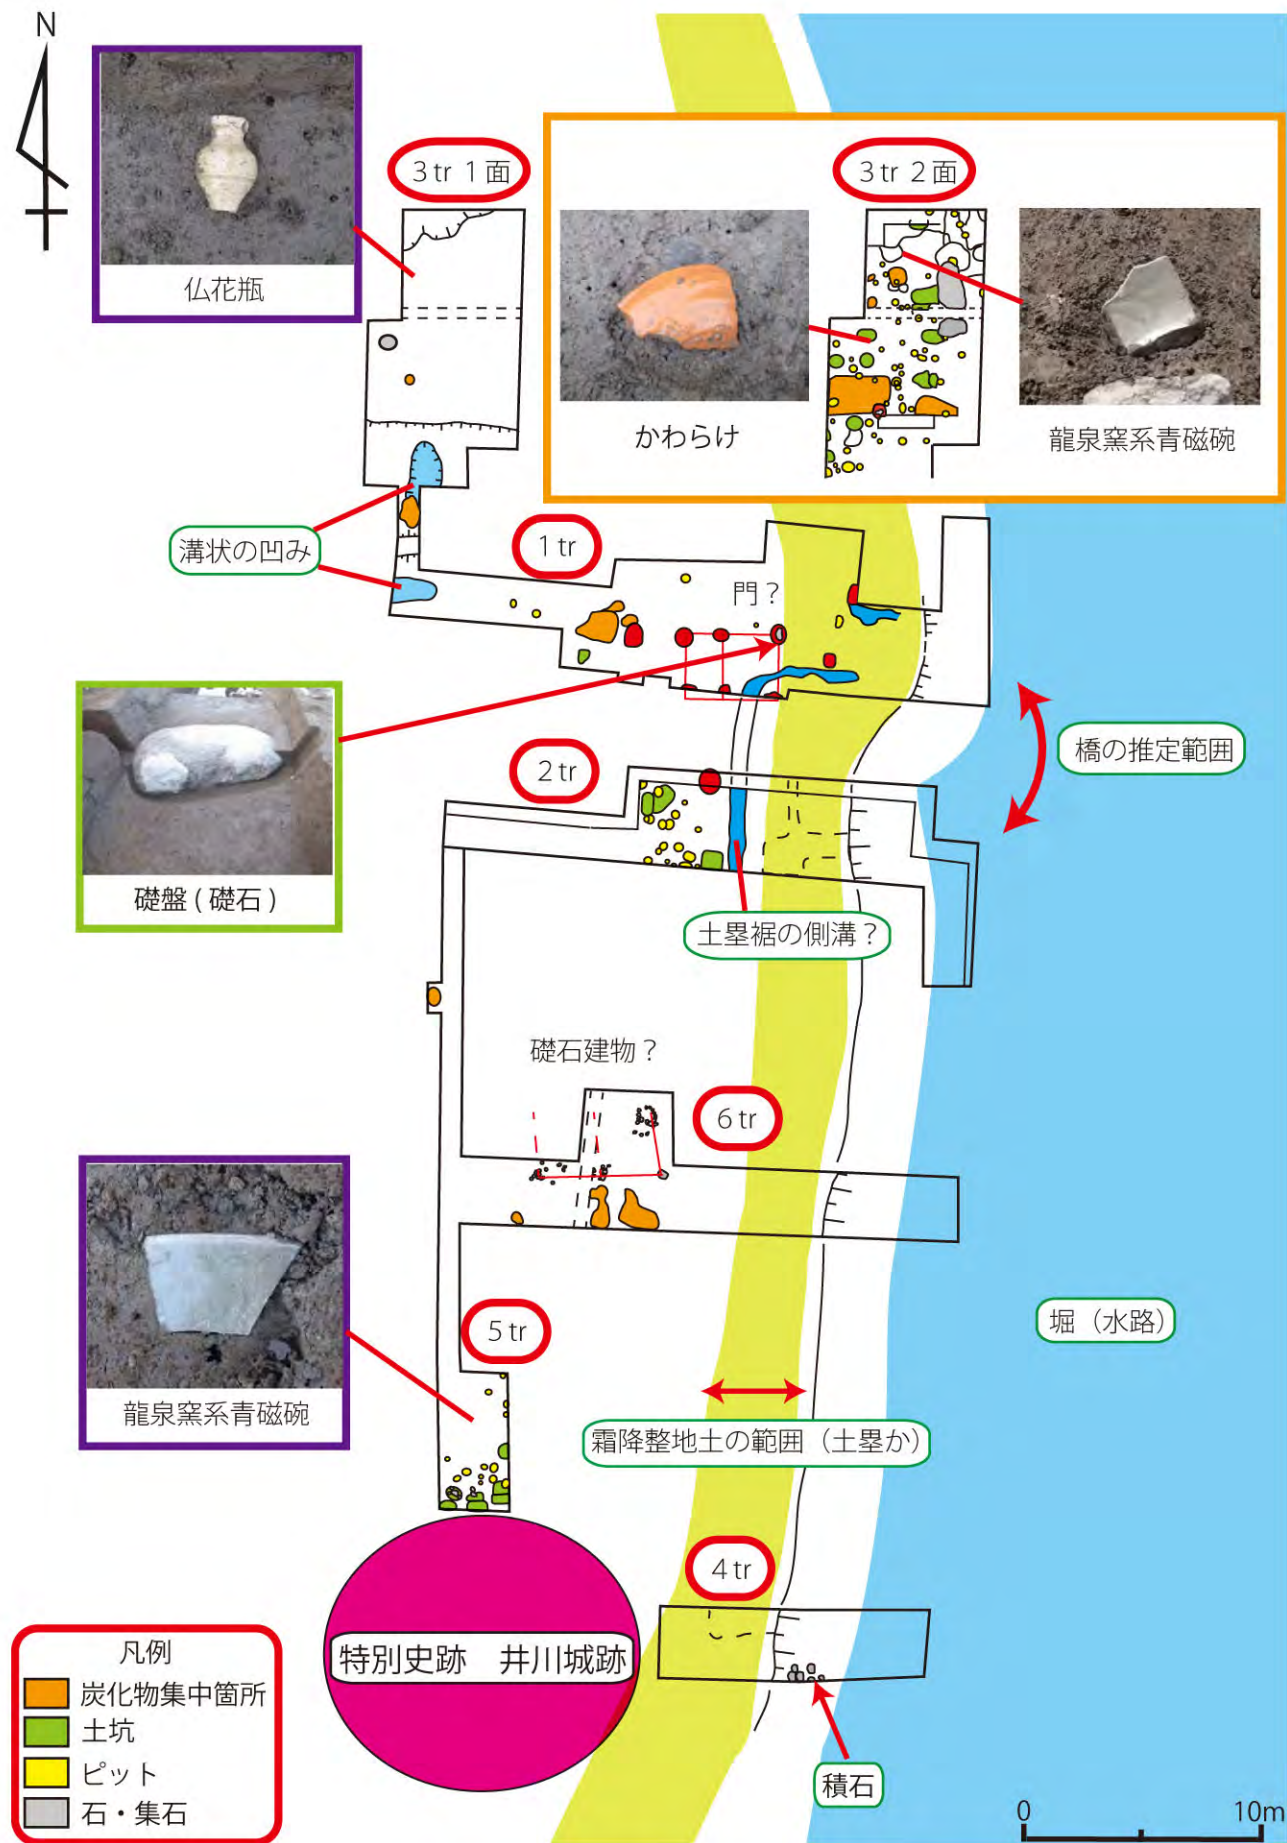 N
3 tr 1 面
3 tr 2 面
仏花瓶
かわらけ
龍泉窯系青磁碗
溝状の凹み
1 tr
門？
橋の推定範囲
2 tr
礎盤 ( 礎石 )
土塁裾の側溝？
礎石建物？
6 tr
堀（水路）
5 tr
龍泉窯系青磁碗
霜降整地土の範囲（土塁か）
4 tr
特別史跡　井川城跡
積石
凡例
炭化物集中箇所
土坑
ピット
石・集石
0 10m